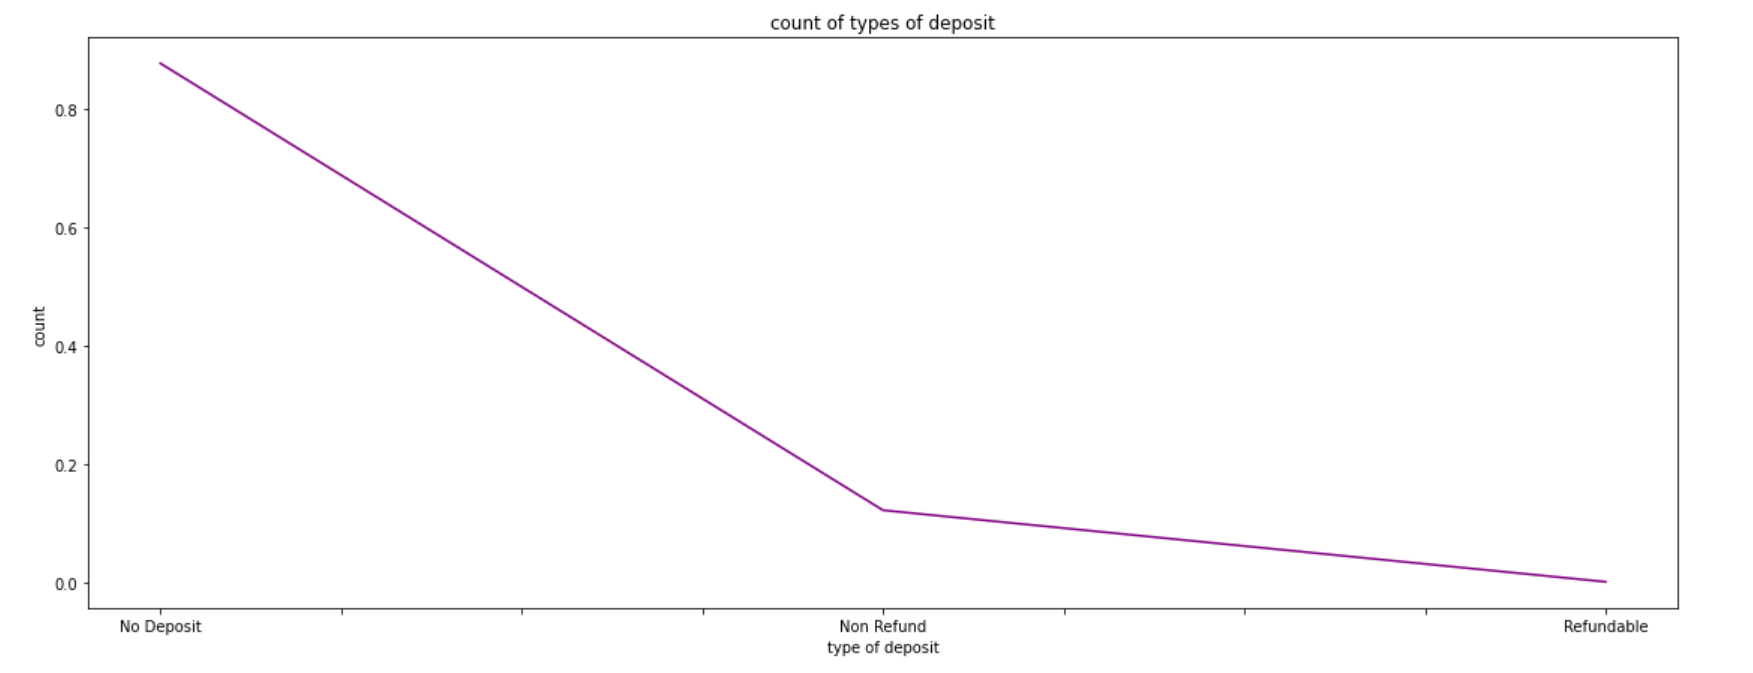 count of types of deposit
0.8
0.6
0.4
0.2
0.0
count
No Deposit Non Refund Refundable
type of deposit